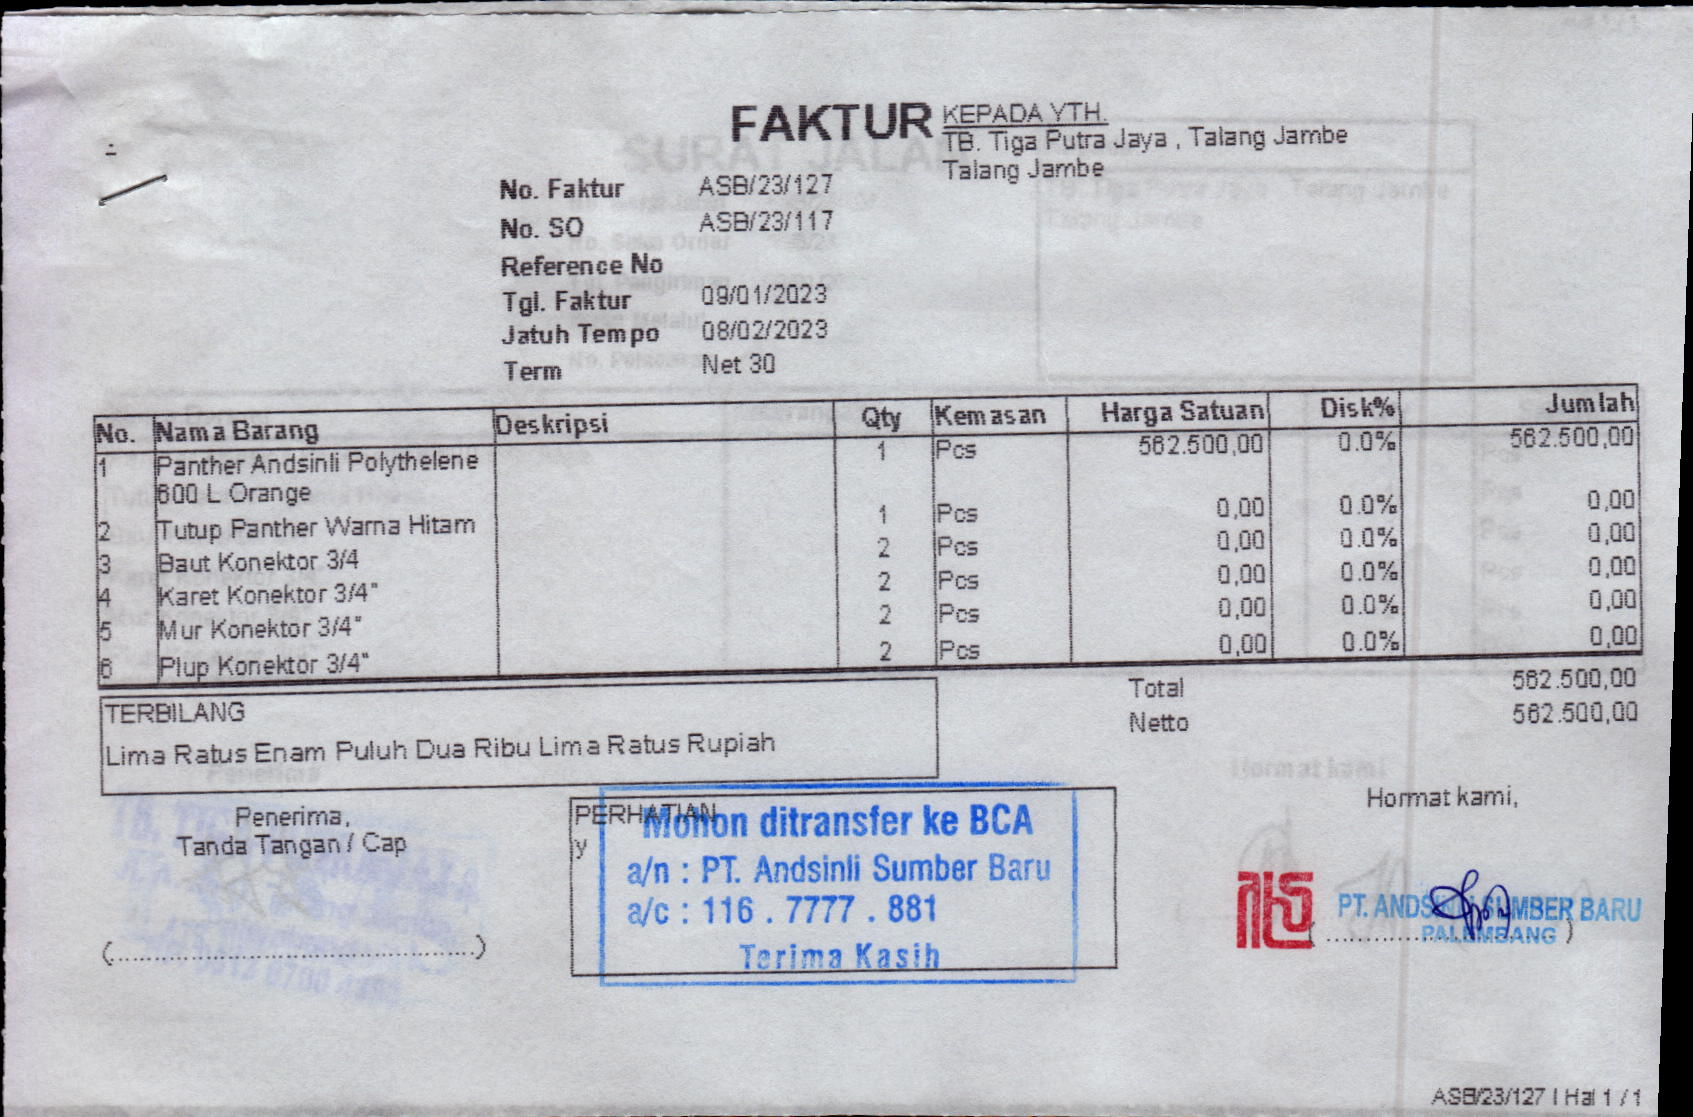 FAKTUR
KEPADA YTH.
TB. Tiga Putra Jaya , Talang Jambe
Talang Jambe
No. Faktur ASB/23/127
No. SO ASB/23/117
Reference No
Tgl. Faktur 09/01/2023
Jatuh Tempo 08/02/2023
Term Net 30
No. Nama Barang Deskripsi Qty Kemasan Harga Satuan Disk% Jumlah
1 Panther Andsinli Polythelene 1 Pcs 562.500,00 0.0% 562.500,00
600 L Orange
2 Tutup Panther Warna Hitam 1 Pcs 0,00 0.0% 0,00
3 Baut Konektor 3/4 2 Pcs 0,00 0.0% 0,00
4 Karet Konektor 3/4" 2 Pcs 0,00 0.0% 0,00
5 Mur Konektor 3/4" 2 Pcs 0,00 0.0% 0,00
6 Plup Konektor 3/4" 2 Pcs 0,00 0.0% 0,00
Total 562.500,00
Netto 562.500,00
TERBILANG
Lima Ratus Enam Puluh Dua Ribu Lima Ratus Rupiah
Penerima,
Tanda Tangan / Cap
(..........................................................)
PERHATIAN
y
Mohon ditransfer ke BCA
a/n : PT. Andsinli Sumber Baru
a/c : 116 . 7777 . 881
Terima Kasih
Hormat kami,
PT. ANDSINLI SUMBER BARU
PALEMBANG
ASB/23/127 | Hal 1 / 1